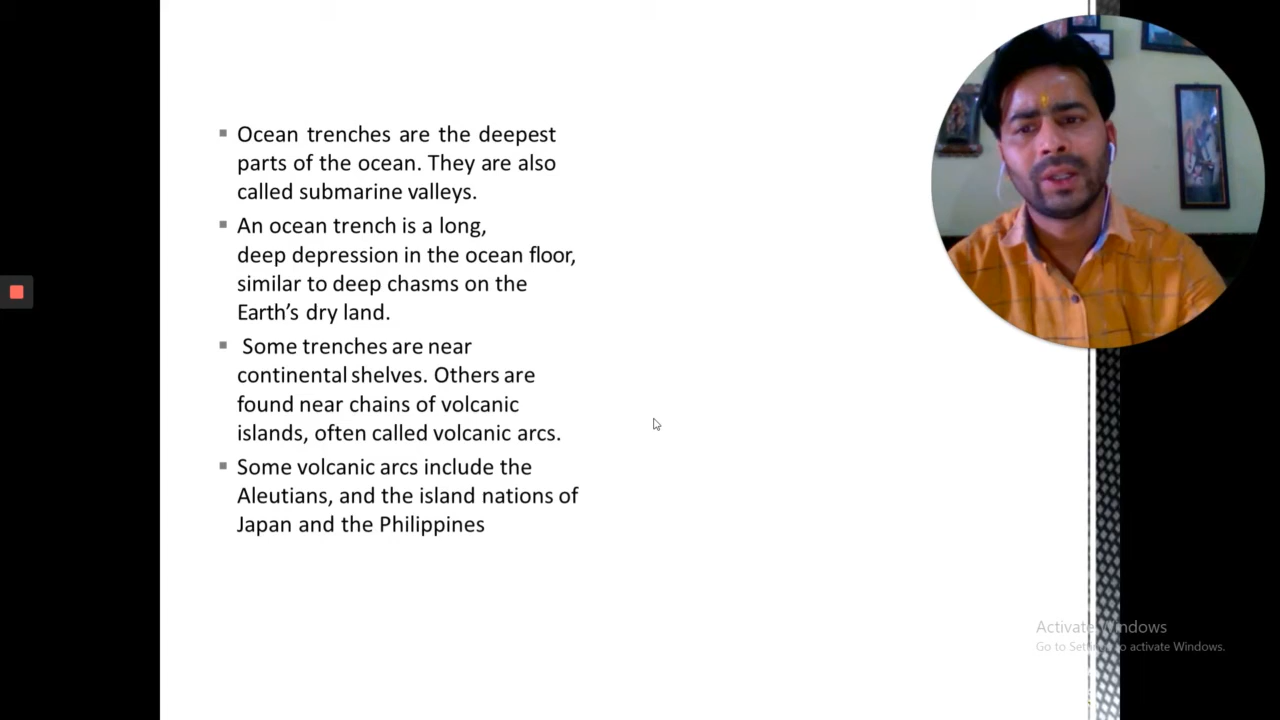 Ocean trenches are the deepest
parts of the ocean. They are also
called submarine valleys.
An ocean trench is a long,
deep depression in the ocean floor,
similar to deep chasms on the
Earth’s dry land.
Some trenches are near
continental shelves. Others are
found near chains of volcanic
islands, often called volcanic arcs.
Some volcanic arcs include the
Aleutians, and the island nations of
Japan and the Philippines
Activate Windows
Go to Settings to activate Windows.